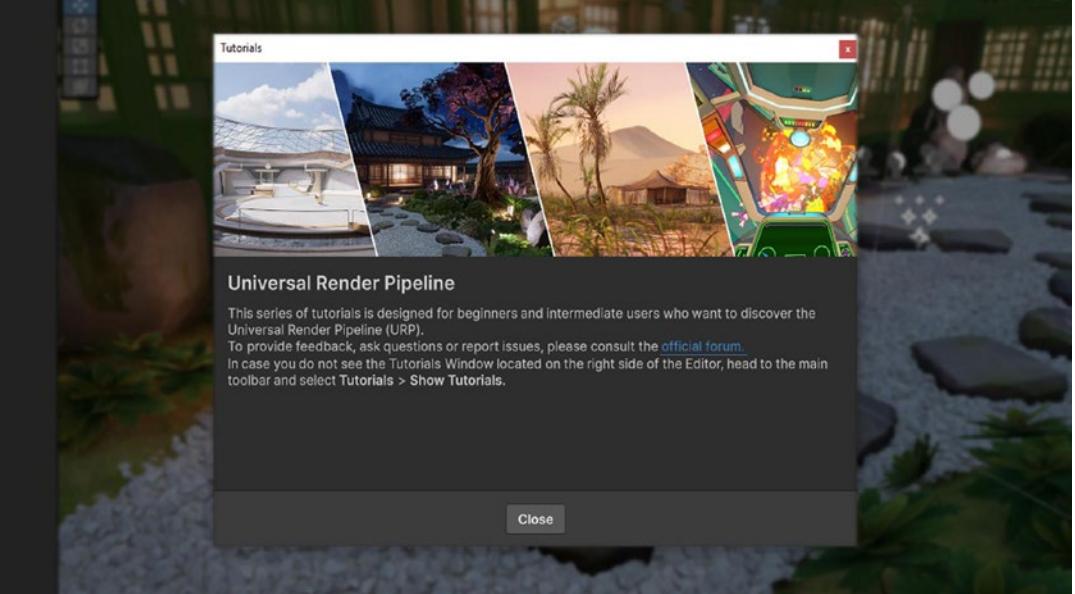 Tutorials
x
Universal Render Pipeline
This series of tutorials is designed for beginners and intermediate users who want to discover the
Universal Render Pipeline (URP).
To provide feedback, ask questions or report issues, please consult the official forum.
In case you do not see the Tutorials Window located on the right side of the Editor, head to the main
toolbar and select Tutorials > Show Tutorials.
Close